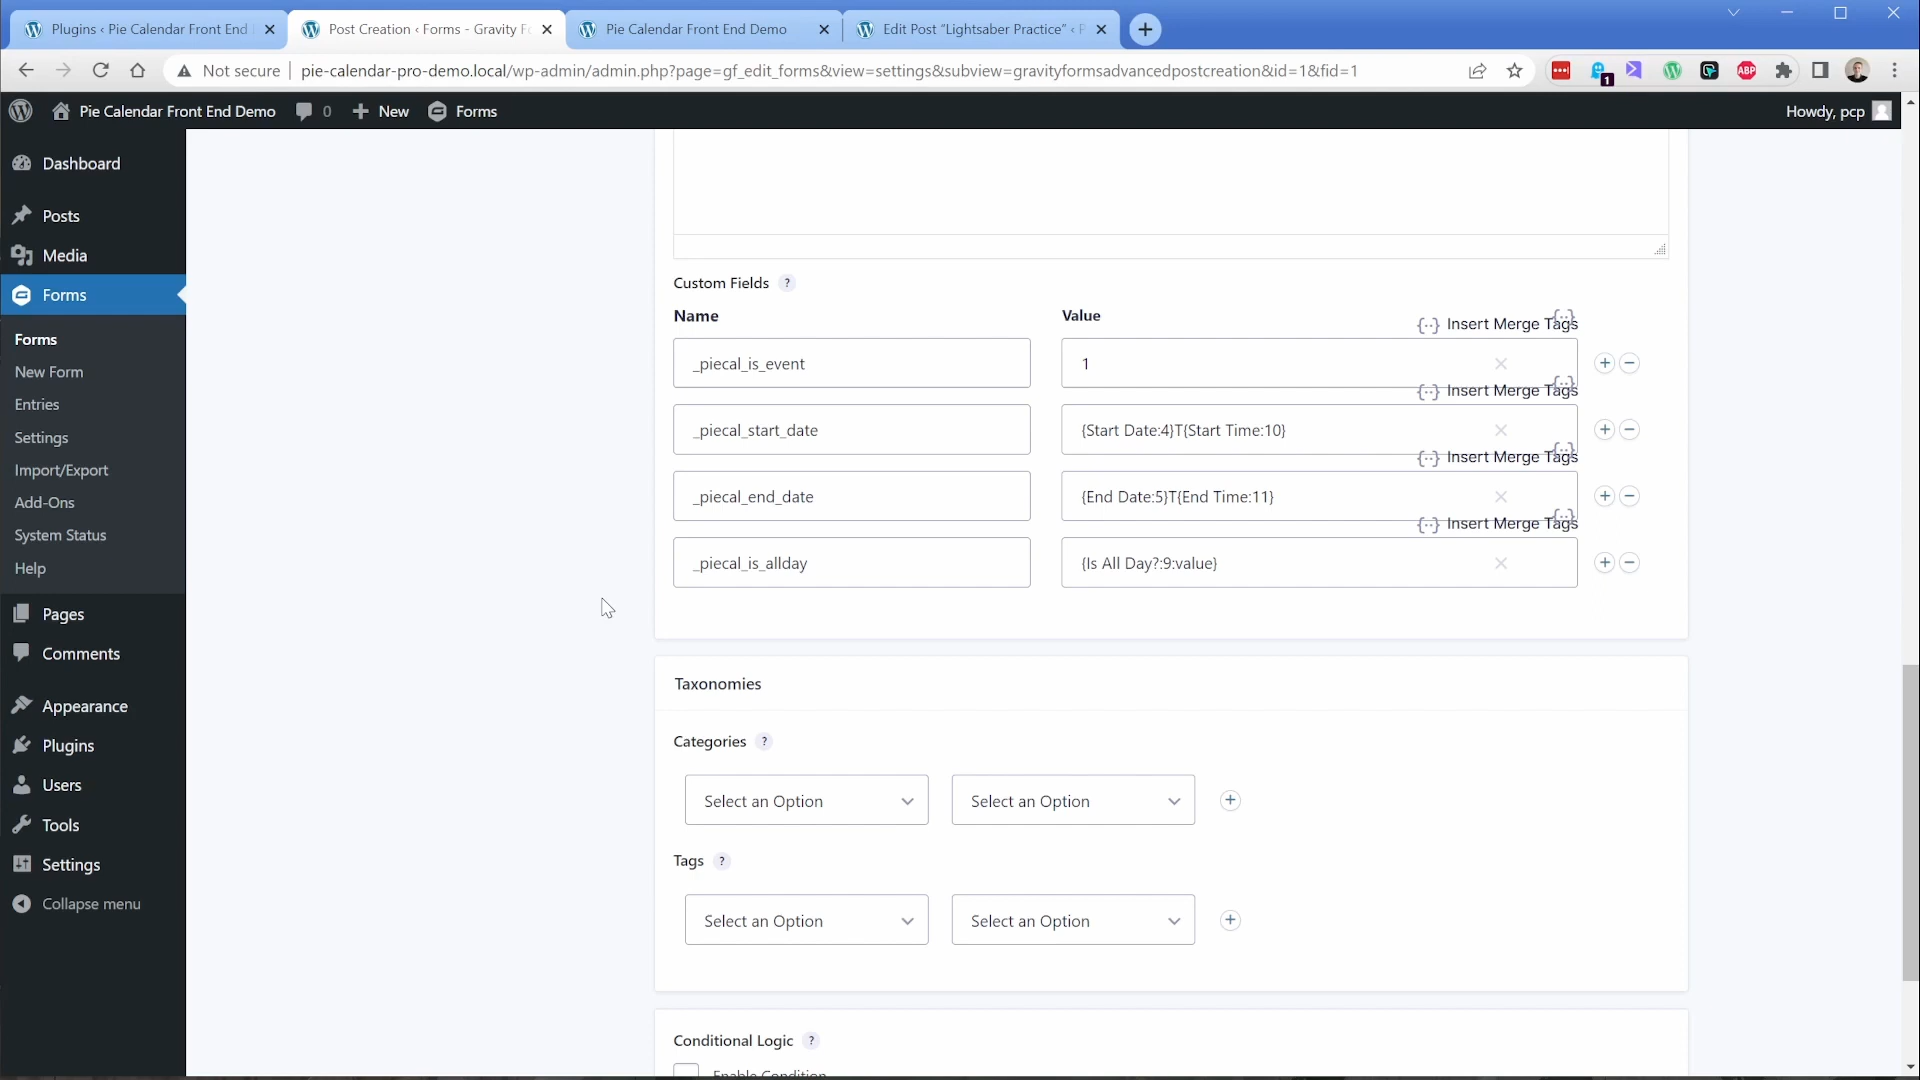 Plugins ‹ Pie Calendar Front End
Post Creation ‹ Forms - Gravity Fo
Pie Calendar Front End Demo
Edit Post “Lightsaber Practice” ‹ P
Not secure
pie-calendar-pro-demo.local/wp-admin/admin.php?page=gf_edit_forms&view=settings&subview=gravityformsadvancedpostcreation&id=1&fid=1
1
ABP
Pie Calendar Front End Demo
0
New
Forms
Howdy, pcp
Dashboard
Posts
Media
Forms
Forms
New Form
Entries
Settings
Import/Export
Add-Ons
System Status
Help
Pages
Comments
Appearance
Plugins
Users
Tools
Settings
Collapse menu
Custom Fields ?
Name Value
{··} Insert Merge Tags
_piecal_is_event 1
{··} Insert Merge Tags
_piecal_start_date {Start Date:4}T{Start Time:10}
{··} Insert Merge Tags
_piecal_end_date {End Date:5}T{End Time:11}
{··} Insert Merge Tags
_piecal_is_allday {Is All Day?:9:value}
Taxonomies
Categories ?
Select an Option Select an Option
Tags ?
Select an Option Select an Option
Conditional Logic ?
Enable Condition